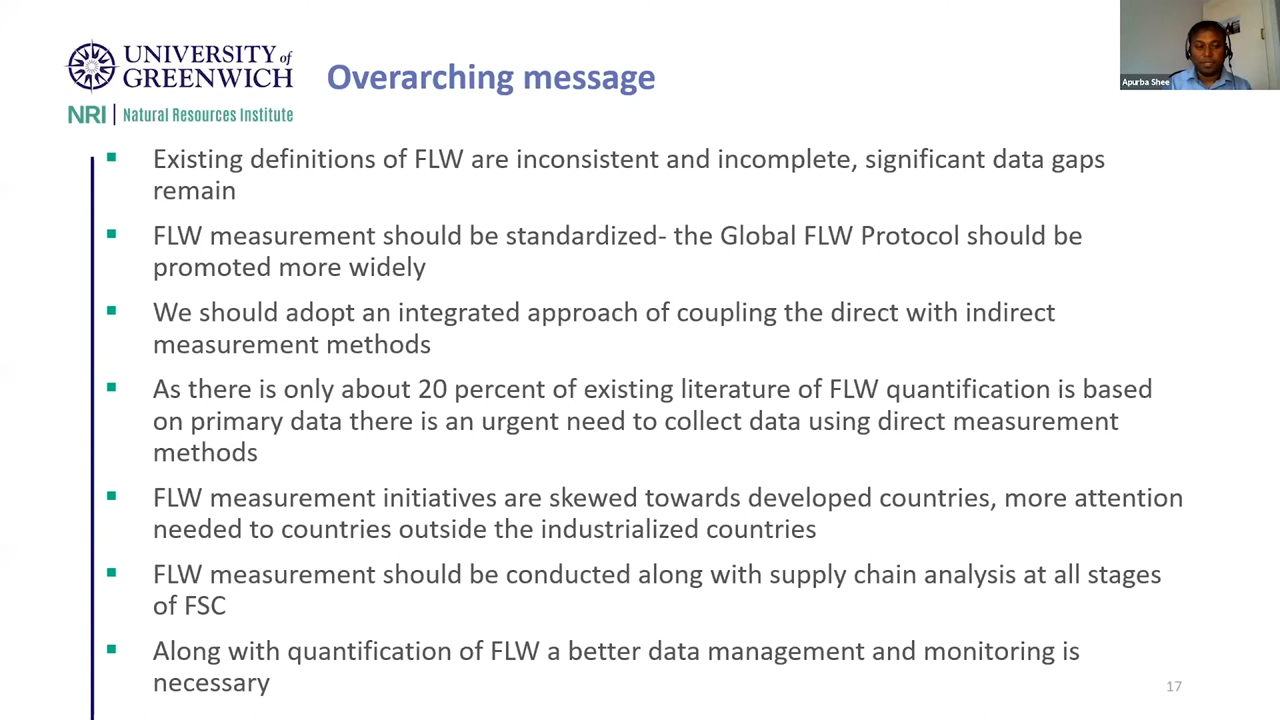 UNIVERSITY of
GREENWICH
NRI | Natural Resources Institute
Overarching message
Apurba Shee
▪ Existing definitions of FLW are inconsistent and incomplete, significant data gaps
remain
▪ FLW measurement should be standardized- the Global FLW Protocol should be
promoted more widely
▪ We should adopt an integrated approach of coupling the direct with indirect
measurement methods
▪ As there is only about 20 percent of existing literature of FLW quantification is based
on primary data there is an urgent need to collect data using direct measurement
methods
▪ FLW measurement initiatives are skewed towards developed countries, more attention
needed to countries outside the industrialized countries
▪ FLW measurement should be conducted along with supply chain analysis at all stages
of FSC
▪ Along with quantification of FLW a better data management and monitoring is
necessary
17